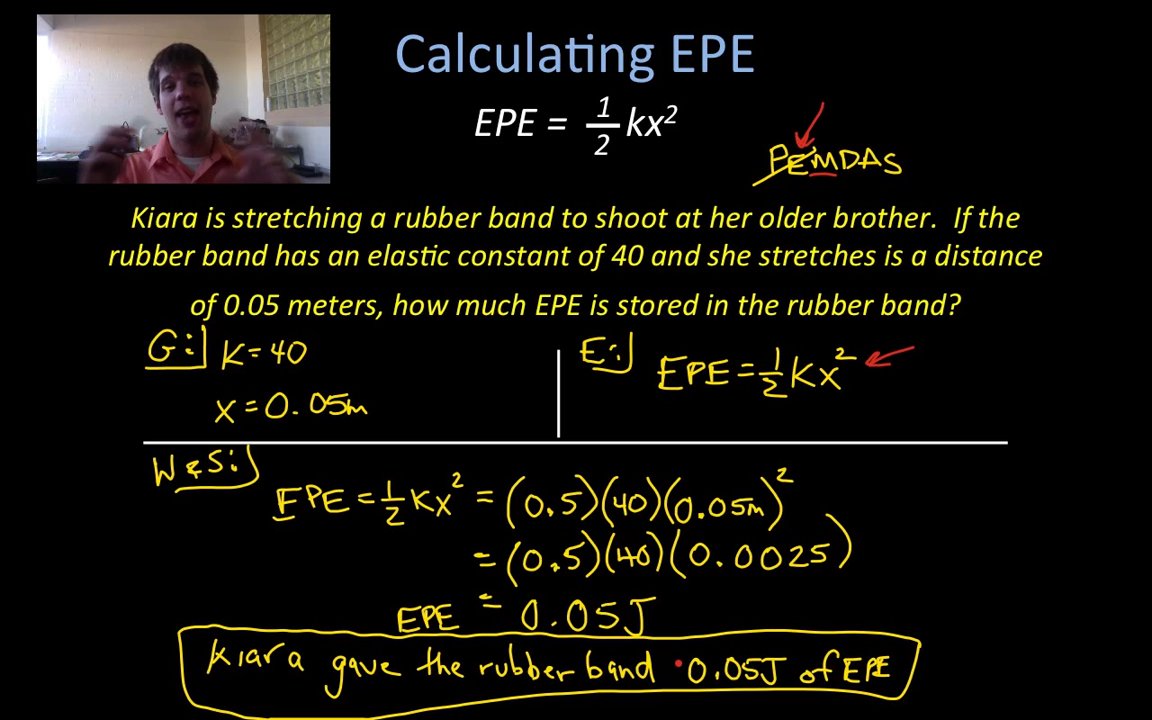 Calculating EPE
EPE = 1/2 kx²
PEMDAS
Kiara is stretching a rubber band to shoot at her older brother. If the
rubber band has an elastic constant of 40 and she stretches is a distance
of 0.05 meters, how much EPE is stored in the rubber band?
G:] K=40
x=0.05m
E:] EPE=1/2Kx²
W&S:]
EPE=1/2Kx² = (0.5)(40)(0.05m)²
=(0.5)(40)(0.0025)
EPE = 0.05J
Kiara gave the rubber band 0.05J of EPE